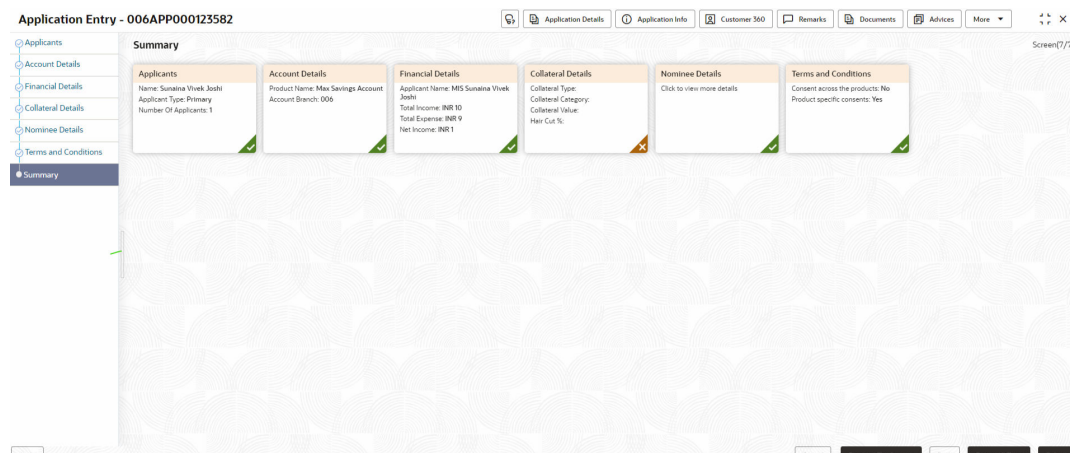 Application Entry - 006APP000123582
Application Details
Application Info
Customer 360
Remarks
Documents
Advices
More
Applicants
Account Details
Financial Details
Collateral Details
Nominee Details
Terms and Conditions
Summary
Summary
Screen(7/7
Applicants
Name: Sunaina Vivek Joshi
Applicant Type: Primary
Number Of Applicants: 1
Account Details
Product Name: Max Savings Account
Account Branch: 006
Financial Details
Applicant Name: MIS Sunaina Vivek
Joshi
Total Income: INR 10
Total Expense: INR 9
Net Income: INR 1
Collateral Details
Collateral Type:
Collateral Category:
Collateral Value:
Hair Cut %:
Nominee Details
Click to view more details
Terms and Conditions
Consent across the products: No
Product specific consents: Yes